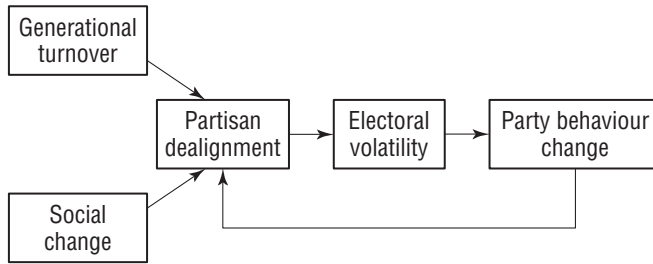 Generational
turnover
Partisan
dealignment
Electoral
volatility
Party behaviour
change
Social
change